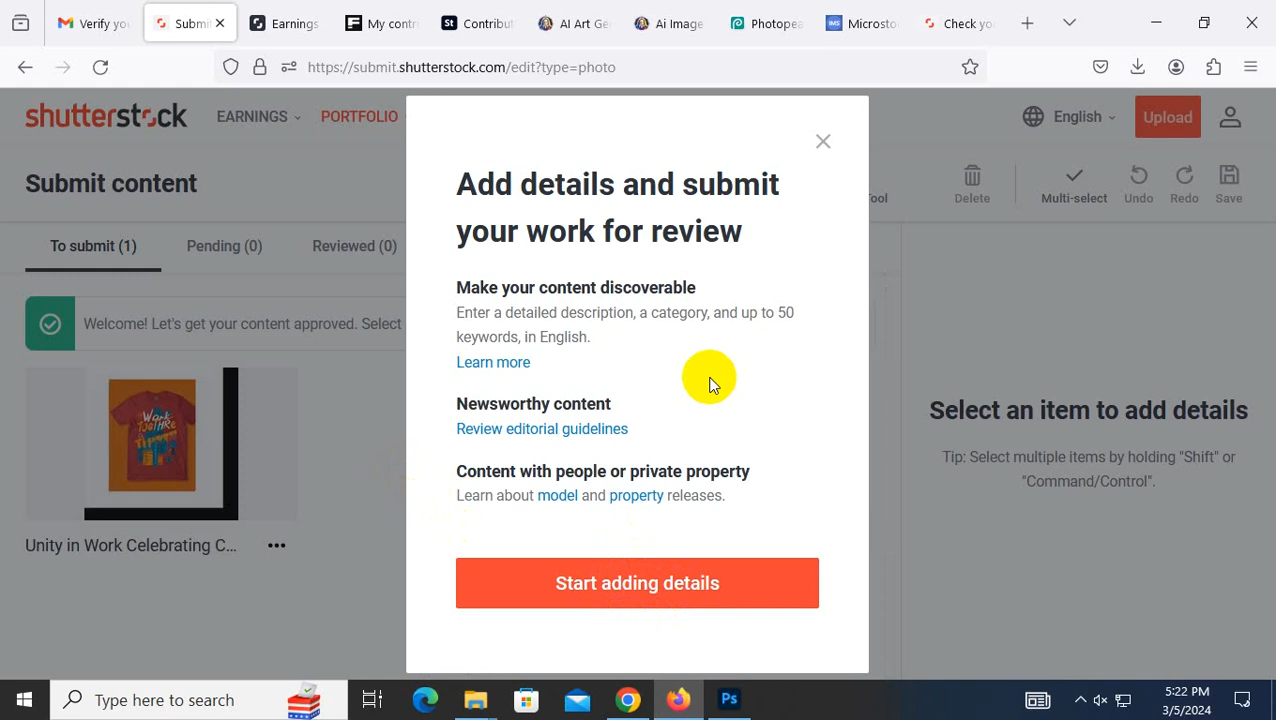 Verify yo
Submi
Earnings
My contr
Contribut
AI Art Ge
Ai Image
Photopea
Microsto
Check yo
https://submit.shutterstock.com/edit?type=photo
shutterstock
EARNINGS
PORTFOLIO
English
Upload
Submit content
Tool
Delete
Multi-select
Undo
Redo
Save
To submit (1)
Pending (0)
Reviewed (0)
Welcome! Let's get your content approved. Select
Unity in Work Celebrating C...
Add details and submit
your work for review
Make your content discoverable
Enter a detailed description, a category, and up to 50
keywords, in English.
Learn more
Newsworthy content
Review editorial guidelines
Content with people or private property
Learn about model and property releases.
Start adding details
Select an item to add details
Tip: Select multiple items by holding "Shift" or
"Command/Control".
Type here to search
Ps
5:22 PM
3/5/2024